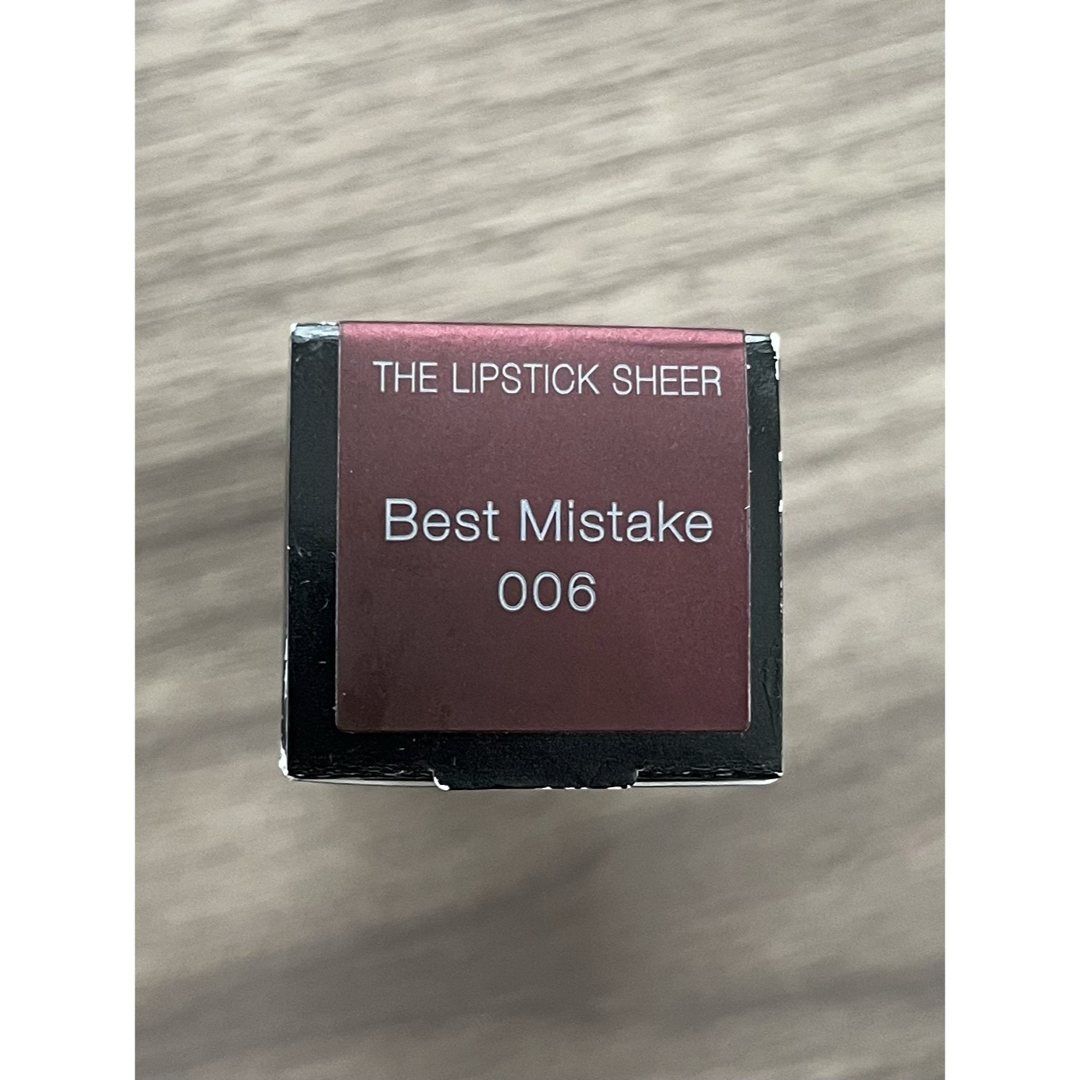 THE LIPSTICK SHEER
Best Mistake
006